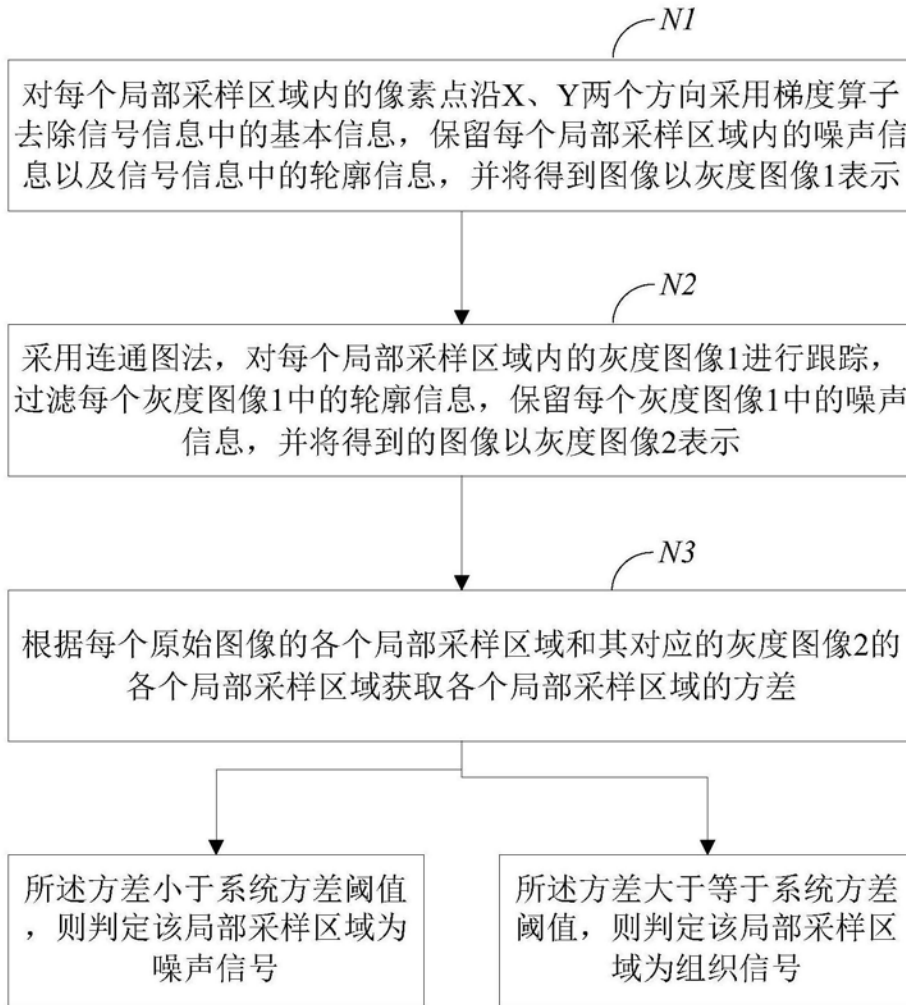 N1
对每个局部采样区域内的像素点沿X、Y两个方向采用梯度算子
去除信号信息中的基本信息，保留每个局部采样区域内的噪声信
息以及信号信息中的轮廓信息，并将得到图像以灰度图像1表示
N2
采用连通图法，对每个局部采样区域内的灰度图像1进行跟踪，
过滤每个灰度图像1中的轮廓信息，保留每个灰度图像1中的噪声
信息，并将得到的图像以灰度图像2表示
N3
根据每个原始图像的各个局部采样区域和其对应的灰度图像2的
各个局部采样区域获取各个局部采样区域的方差
所述方差小于系统方差阈值
，则判定该局部采样区域为
噪声信号
所述方差大于等于系统方差
阈值，则判定该局部采样区
域为组织信号